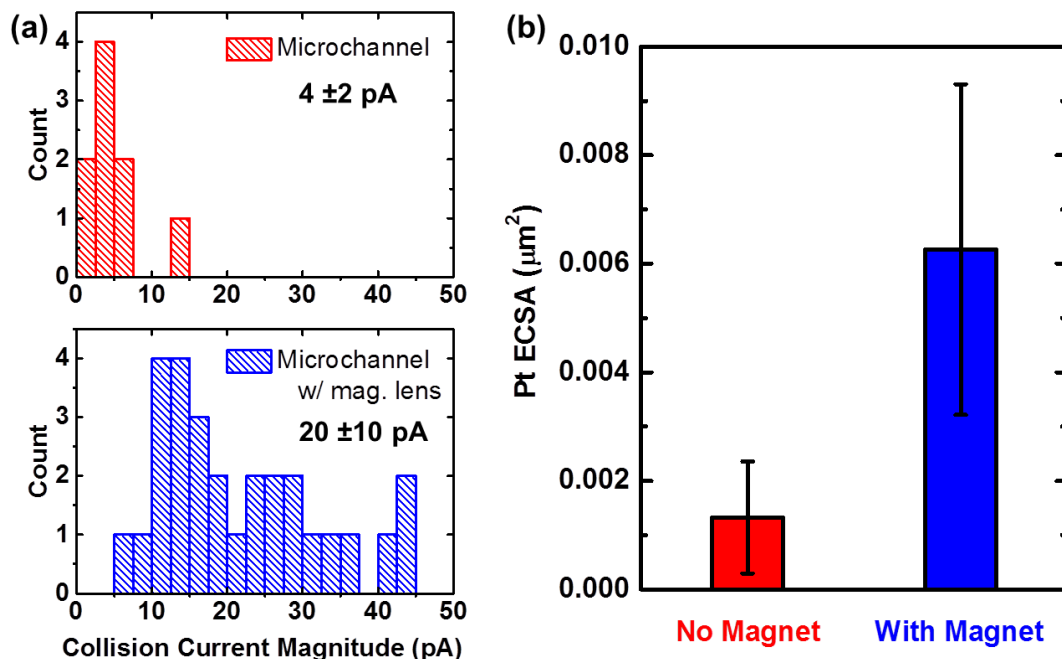 (a)
4
3
2
1
0
Count
Microchannel
4 ±2 pA
0 10 20 30 40 50
4
3
2
1
0
Count
Microchannel
w/ mag. lens
20 ±10 pA
0 10 20 30 40 50
Collision Current Magnitude (pA)
(b)
0.010
0.008
0.006
0.004
0.002
0.000
Pt ECSA (μm²)
No Magnet With Magnet